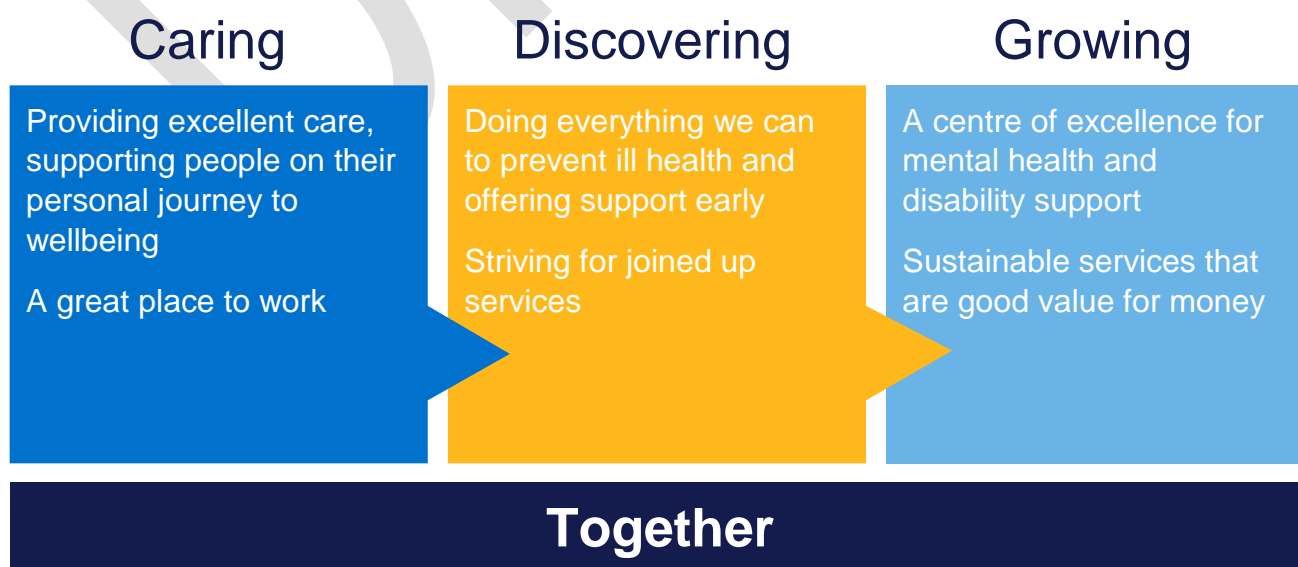 Caring
Providing excellent care,
supporting people on their
personal journey to
wellbeing
A great place to work
Discovering
Doing everything we can
to prevent ill health and
offering support early
Striving for joined up
services
Growing
A centre of excellence for
mental health and
disability support
Sustainable services that
are good value for money
Together